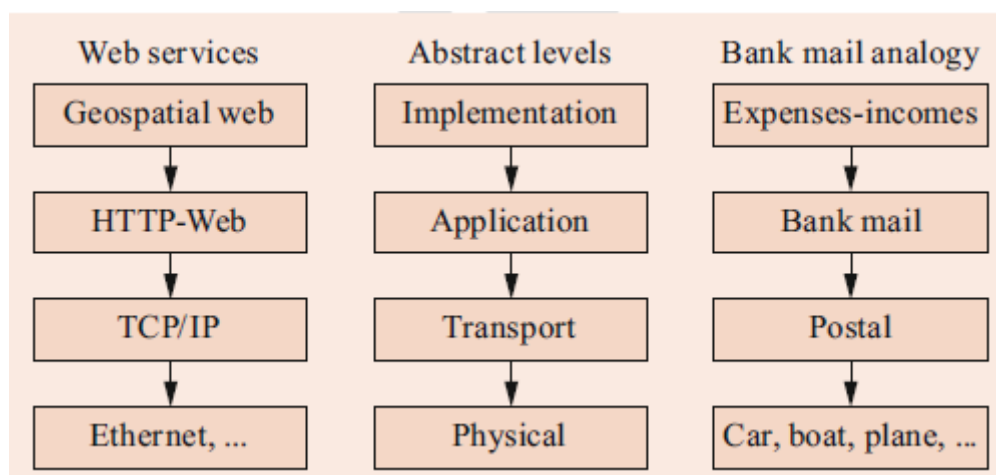 Web services Abstract levels Bank mail analogy
Geospatial web Implementation Expenses-incomes
HTTP-Web Application Bank mail
TCP/IP Transport Postal
Ethernet, ... Physical Car, boat, plane, ...